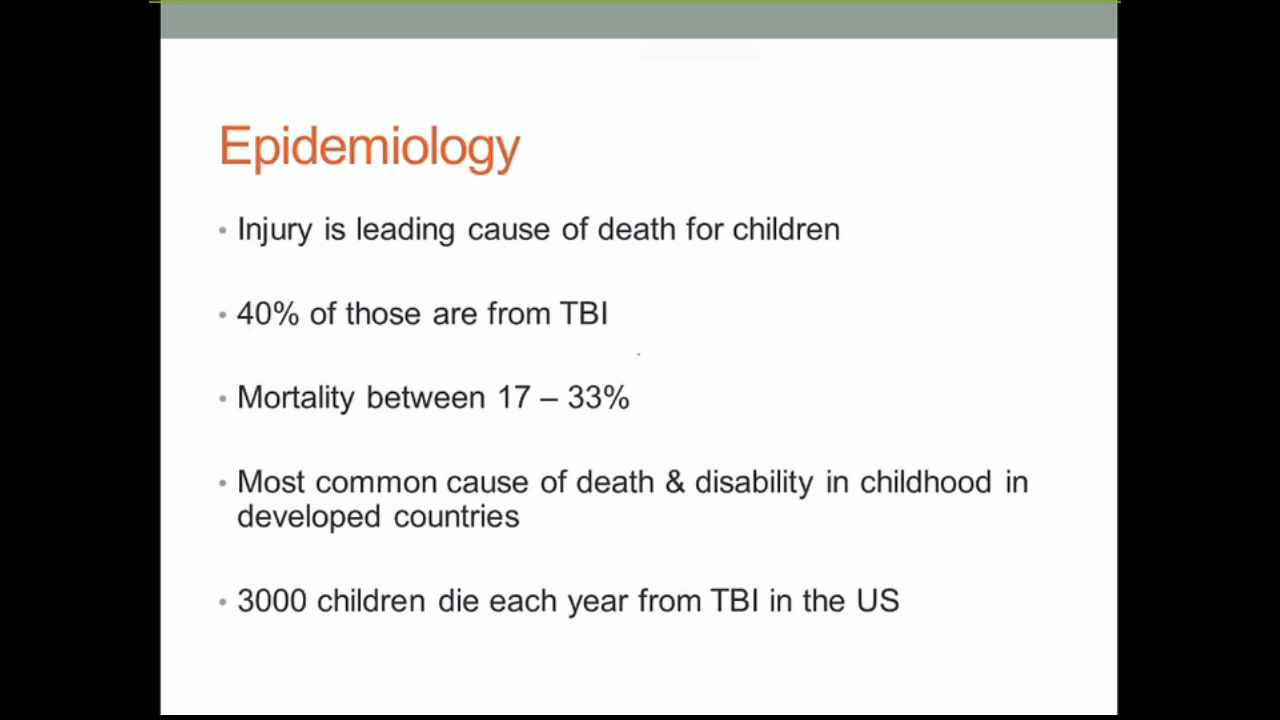 Epidemiology
• Injury is leading cause of death for children
• 40% of those are from TBI
• Mortality between 17 – 33%
• Most common cause of death & disability in childhood in
developed countries
• 3000 children die each year from TBI in the US